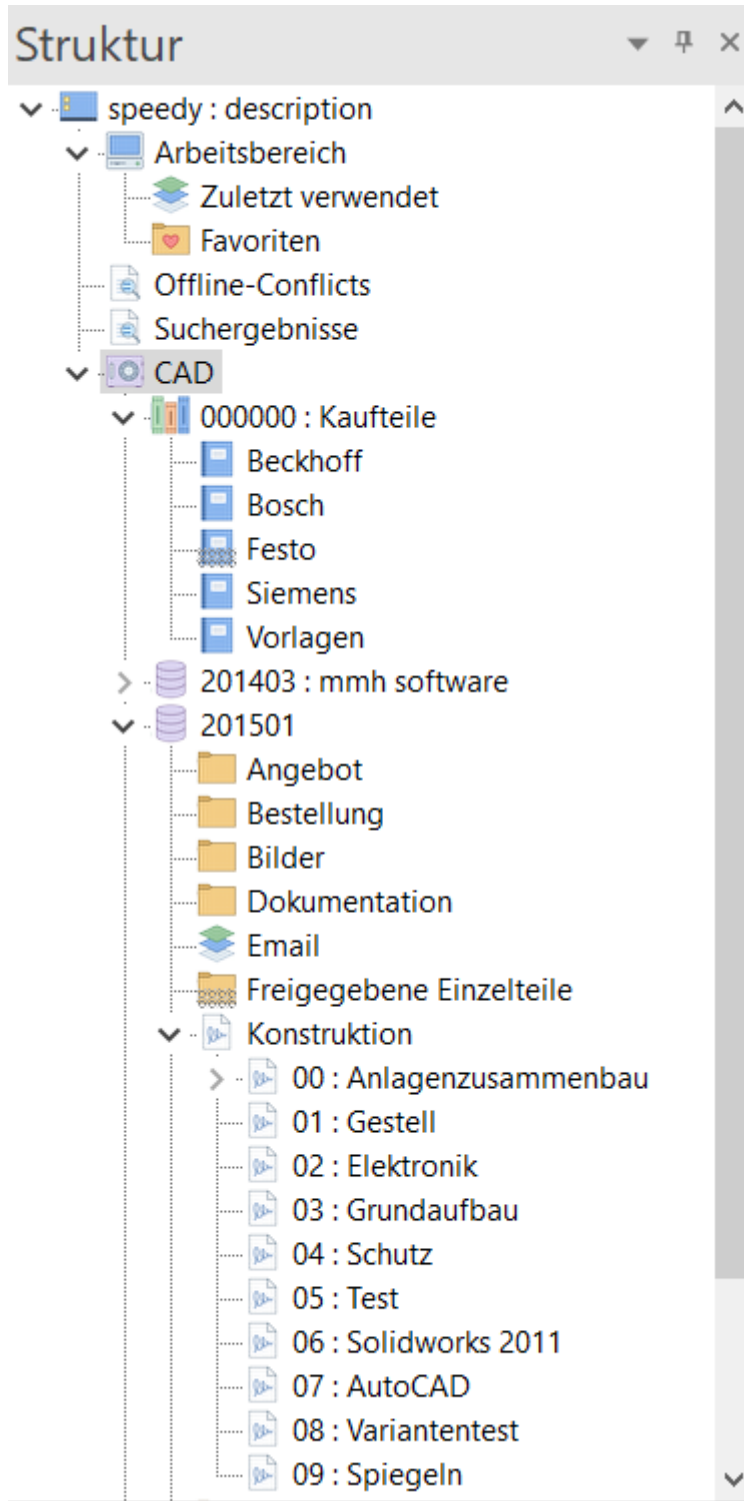 Struktur
speedy : description
Arbeitsbereich
Zuletzt verwendet
Favoriten
Offline-Conflicts
Suchergebnisse
CAD
000000 : Kaufteile
Beckhoff
Bosch
Festo
Siemens
Vorlagen
201403 : mmh software
201501
Angebot
Bestellung
Bilder
Dokumentation
Email
Freigegebene Einzelteile
Konstruktion
00 : Anlagenzusammenbau
01 : Gestell
02 : Elektronik
03 : Grundaufbau
04 : Schutz
05 : Test
06 : Solidworks 2011
07 : AutoCAD
08 : Variantentest
09 : Spiegeln